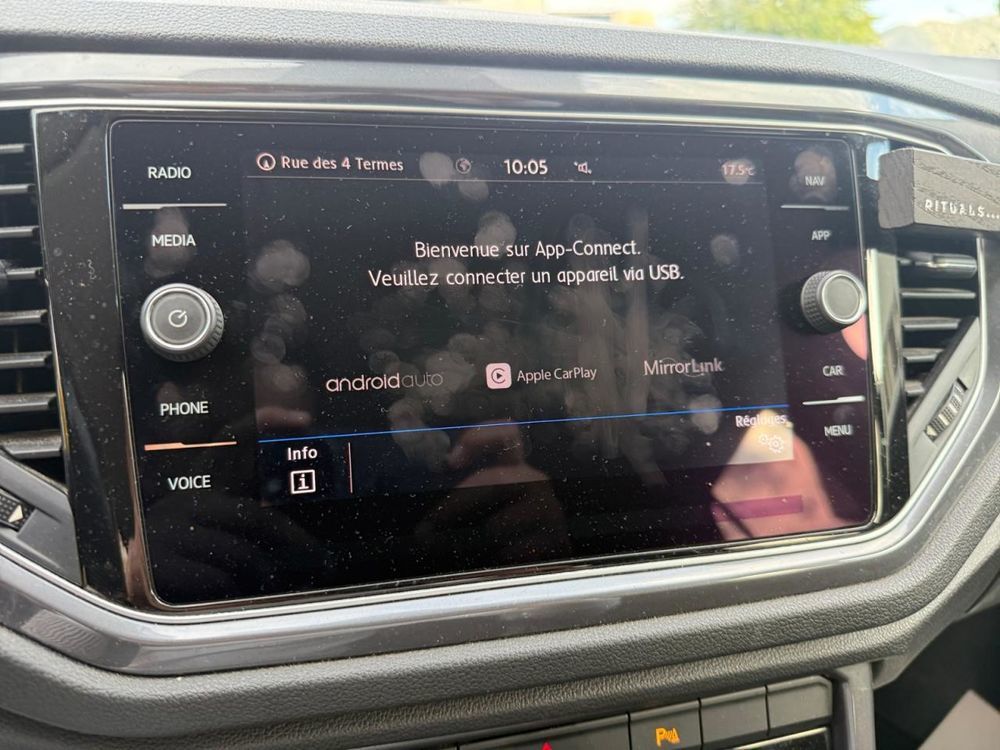 RADIO
MEDIA
PHONE
VOICE
Rue des 4 Termes
10:05
17.5°C
Bienvenue sur App-Connect.
Veuillez connecter un appareil via USB.
androidauto
Apple CarPlay
MirrorLink
Info
i
Réglages
NAV
APP
CAR
MENU
RITUALS...
P